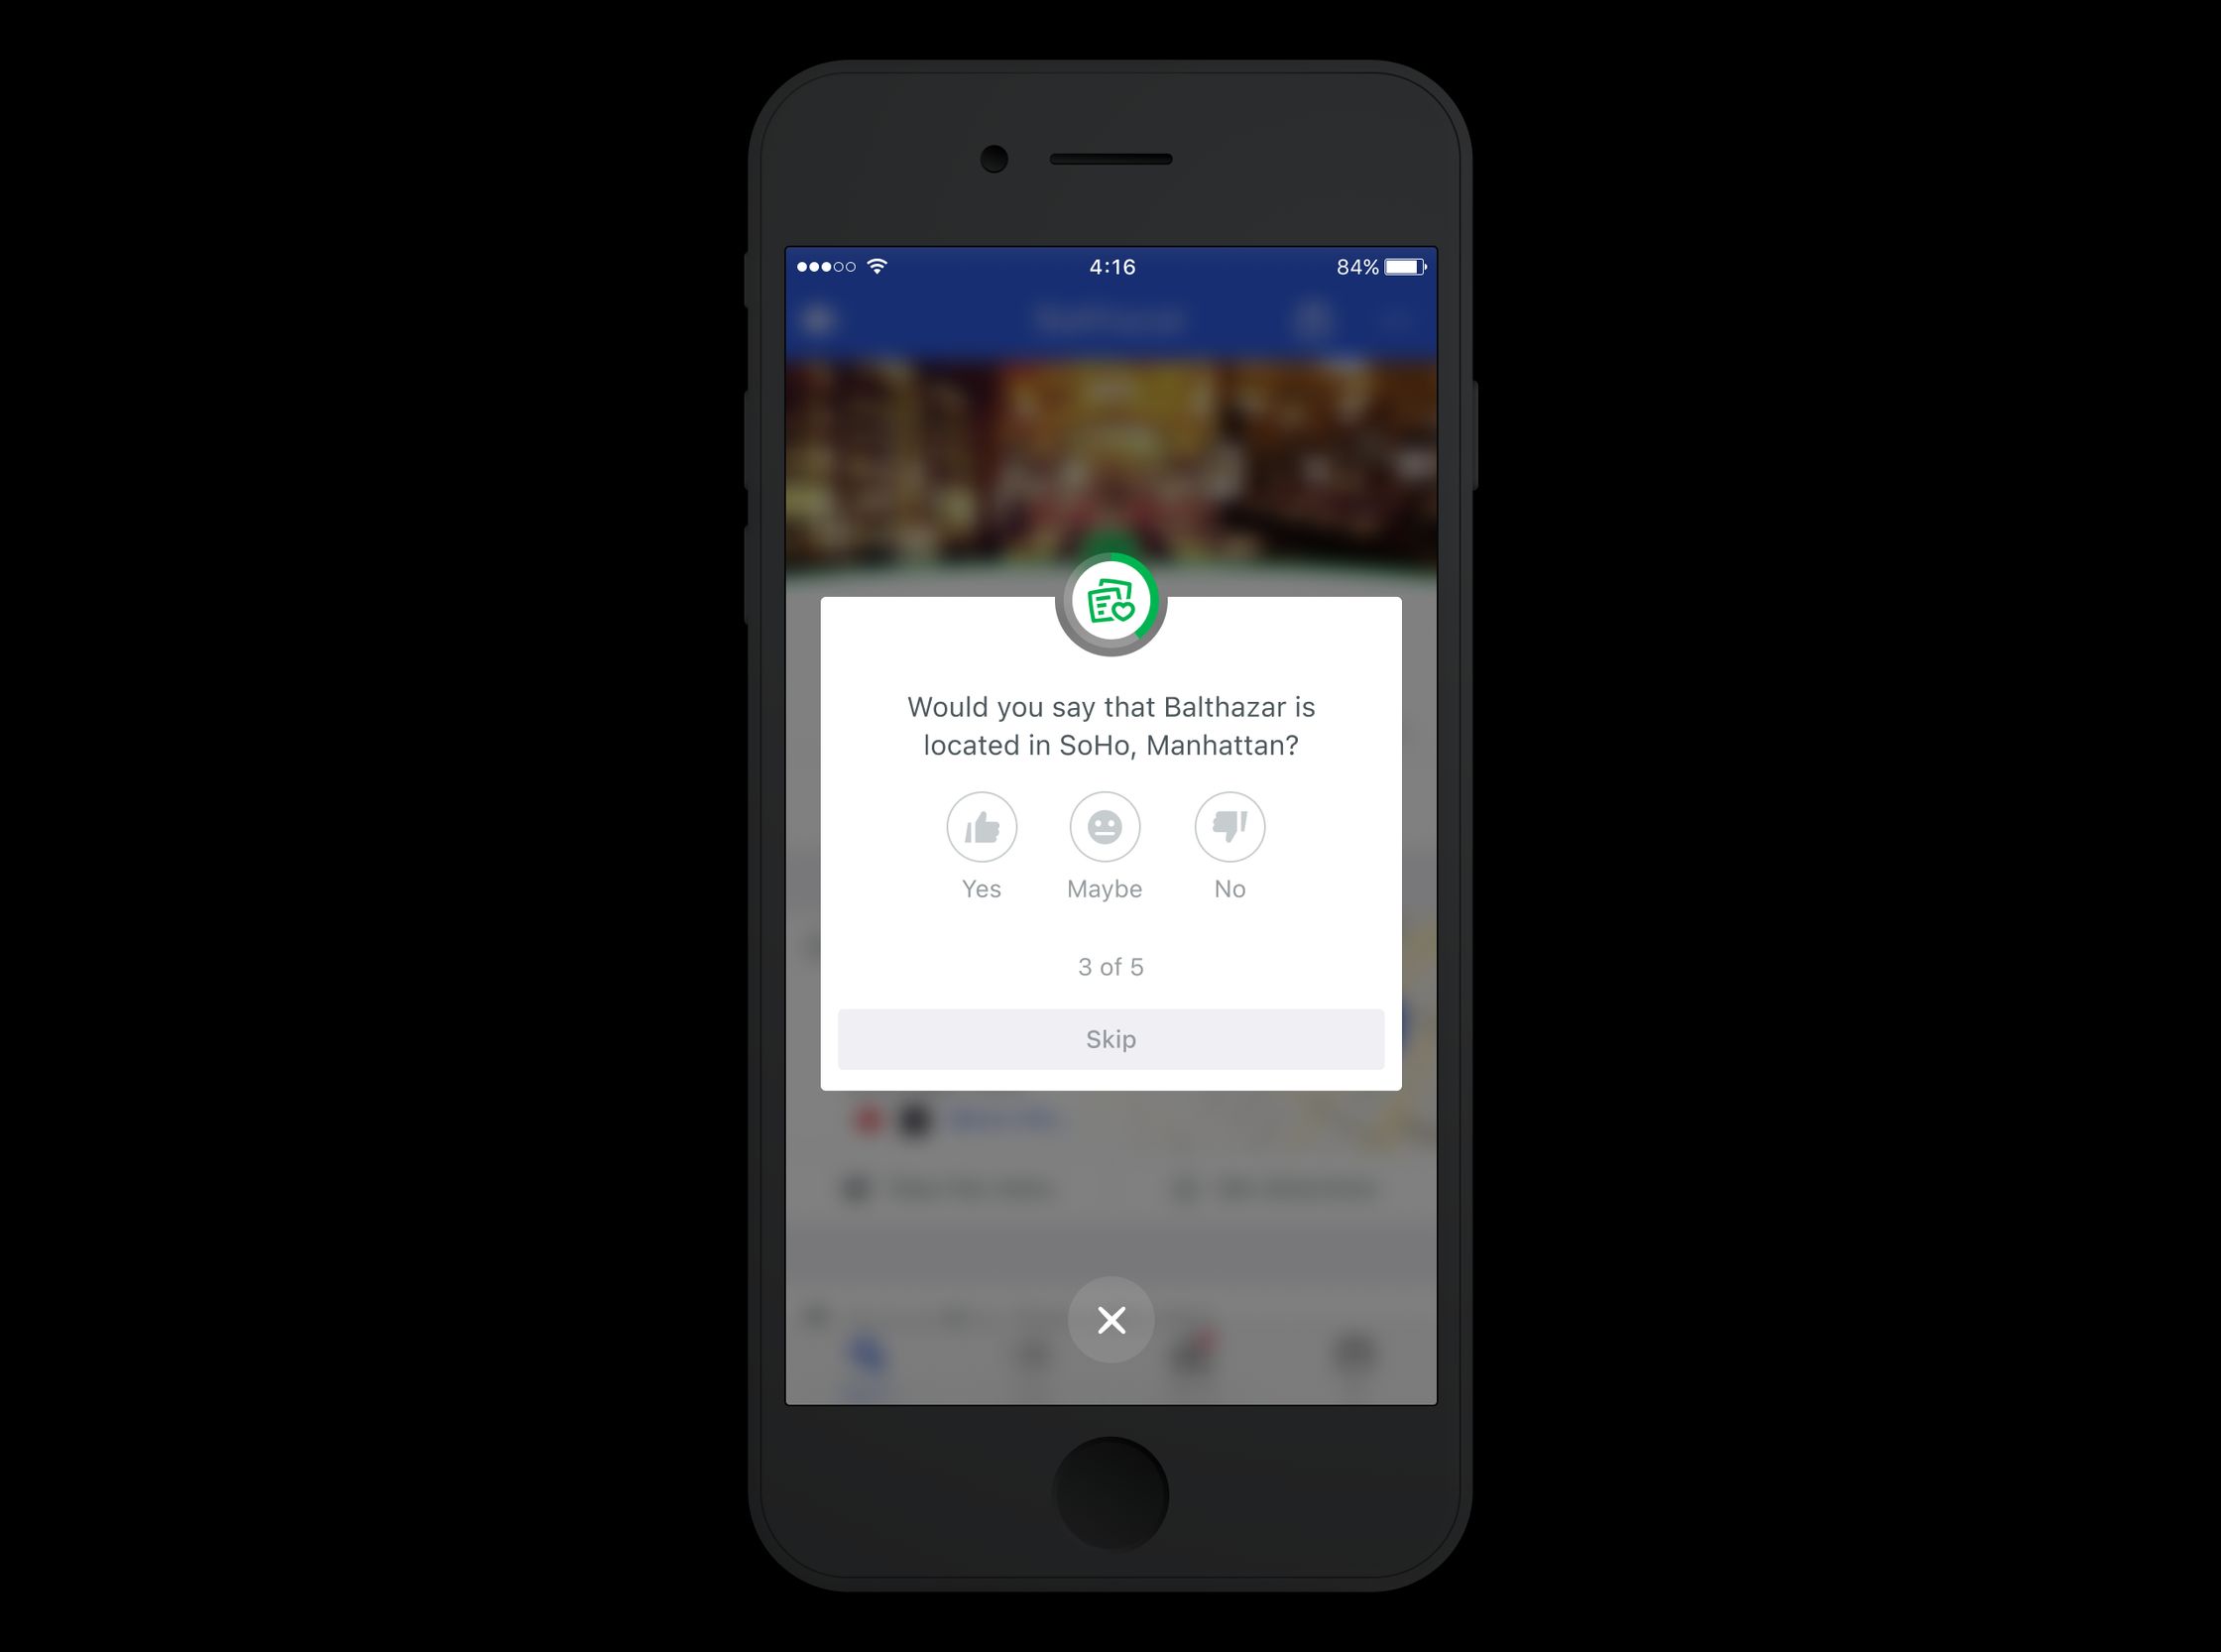 4:16
84%
Would you say that Balthazar is
located in SoHo, Manhattan?
Yes
Maybe
No
3 of 5
Skip